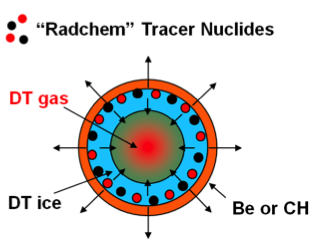 “Radchem” Tracer Nuclides
DT gas
DT ice
Be or CH